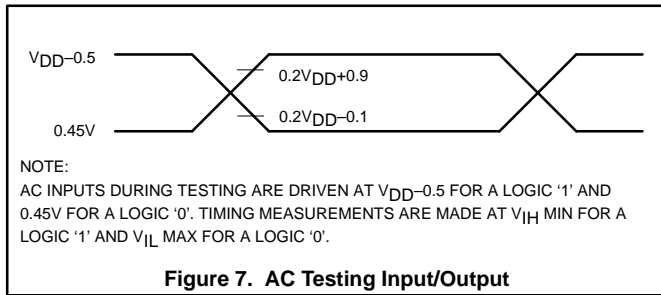 VDD–0.5
0.2VDD+0.9
0.2VDD–0.1
0.45V
NOTE:
AC INPUTS DURING TESTING ARE DRIVEN AT VDD–0.5 FOR A LOGIC ‘1’ AND
0.45V FOR A LOGIC ‘0’. TIMING MEASUREMENTS ARE MADE AT VIH MIN FOR A
LOGIC ‘1’ AND VIL MAX FOR A LOGIC ‘0’.
Figure 7. AC Testing Input/Output